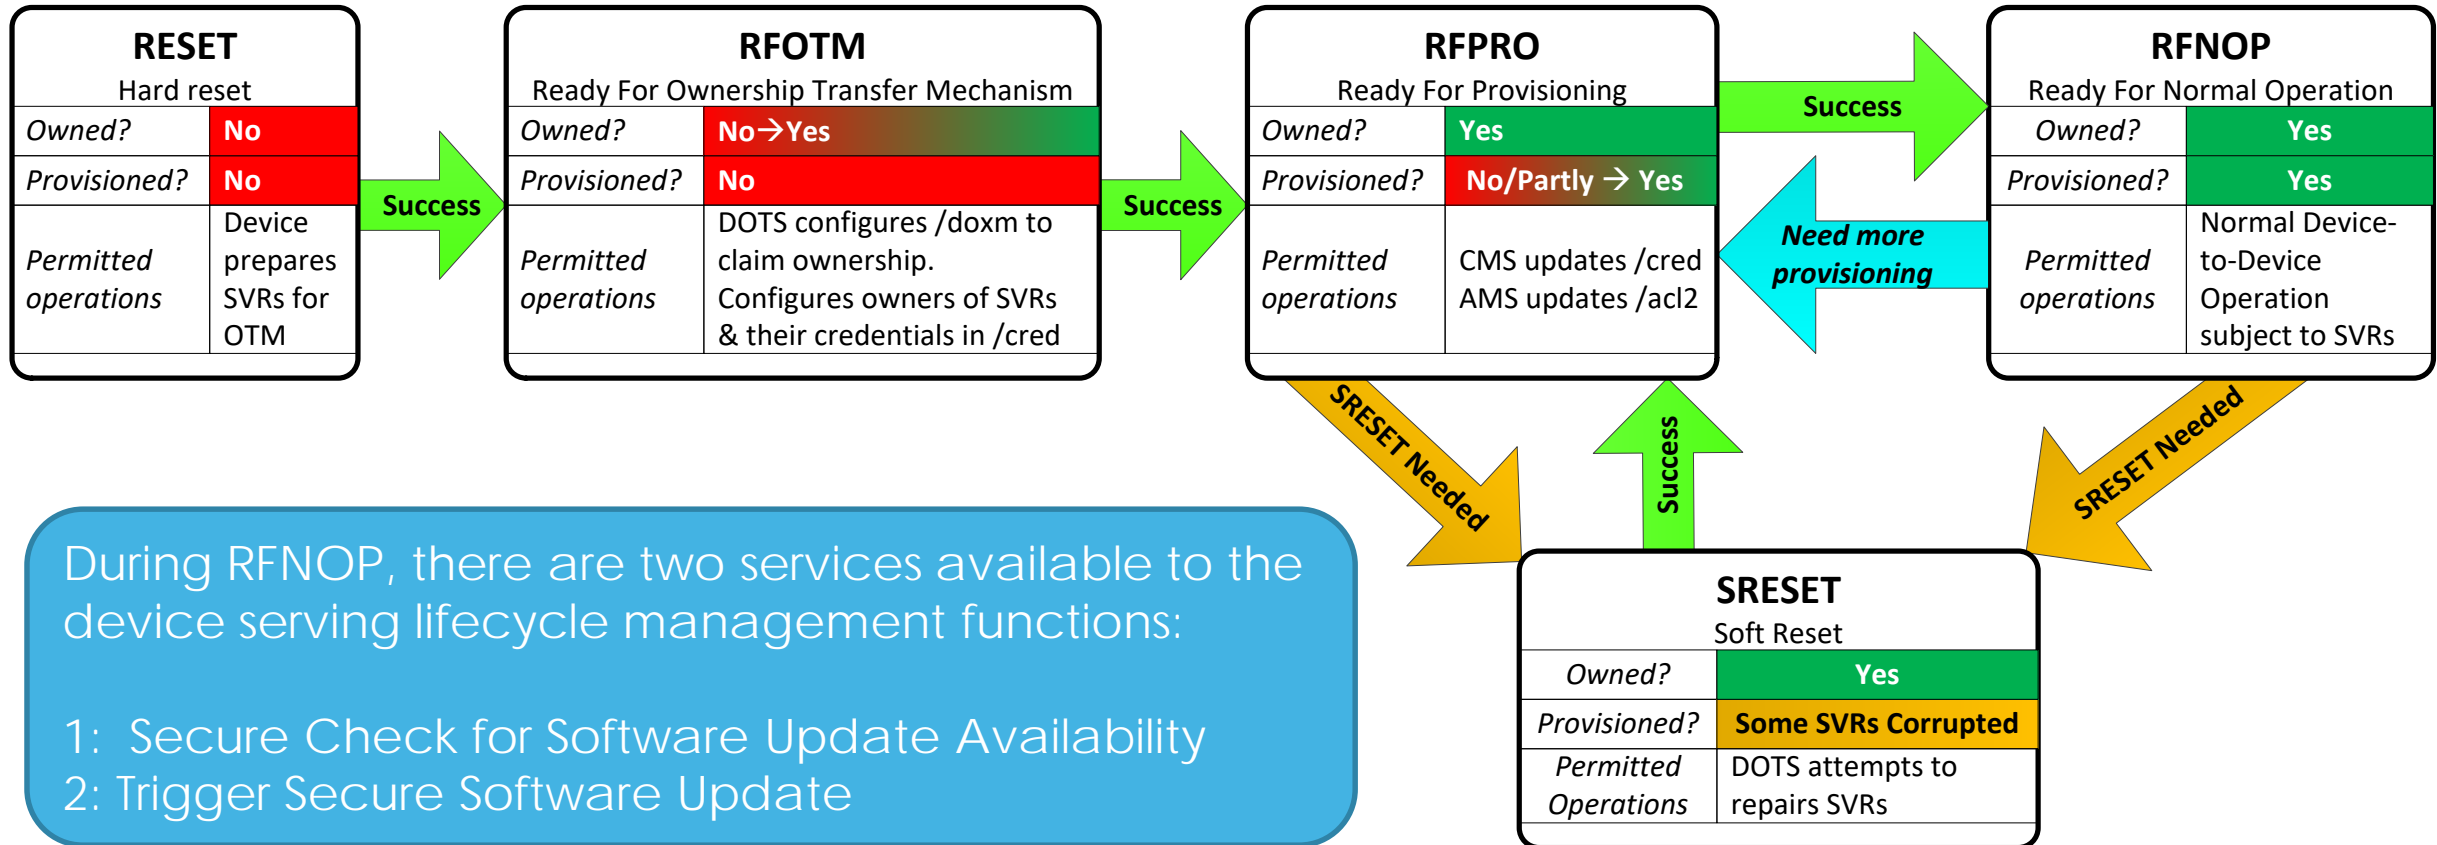 RESET
Hard reset
Owned?
No
Provisioned?
No
Permitted
operations
Device
prepares
SVRs for
OTM
Success
RFOTM
Ready For Ownership Transfer Mechanism
Owned?
No→Yes
Provisioned?
No
Permitted
operations
DOTS configures /doxm to
claim ownership.
Configures owners of SVRs
& their credentials in /cred
Success
RFPRO
Ready For Provisioning
Owned?
Yes
Provisioned?
No/Partly → Yes
Permitted
operations
CMS updates /cred
AMS updates /acl2
Success
Need more
provisioning
RFNOP
Ready For Normal Operation
Owned?
Yes
Provisioned?
Yes
Permitted
operations
Normal Device-
to-Device
Operation
subject to SVRs
SRESET Needed
Success
SRESET Needed
SRESET
Soft Reset
Owned?
Yes
Provisioned?
Some SVRs Corrupted
Permitted
Operations
DOTS attempts to
repairs SVRs
During RFNOP, there are two services available to the
device serving lifecycle management functions:
1: Secure Check for Software Update Availability
2: Trigger Secure Software Update